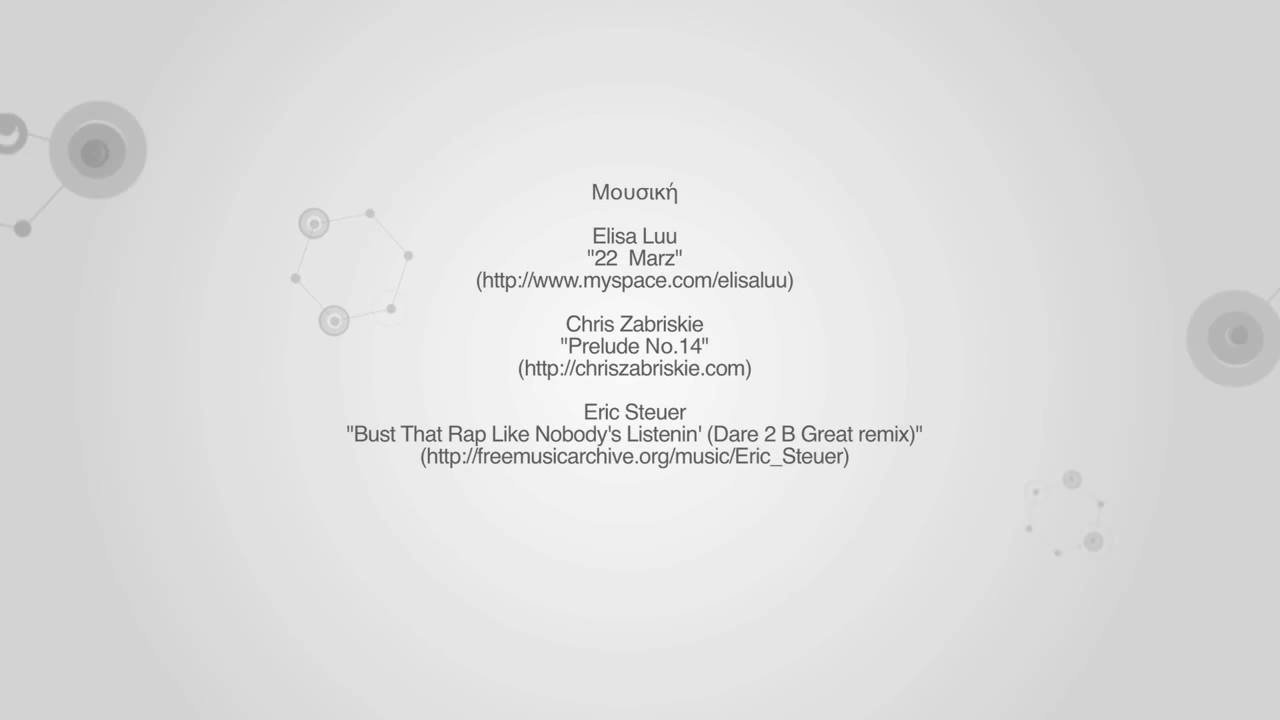 Μουσική
Elisa Luu
"22  Marz"
(http://www.myspace.com/elisaluu)
Chris Zabriskie
"Prelude No.14"
(http://chriszabriskie.com)
Eric Steuer
"Bust That Rap Like Nobody's Listenin' (Dare 2 B Great remix)"
(http://freemusicarchive.org/music/Eric_Steuer)